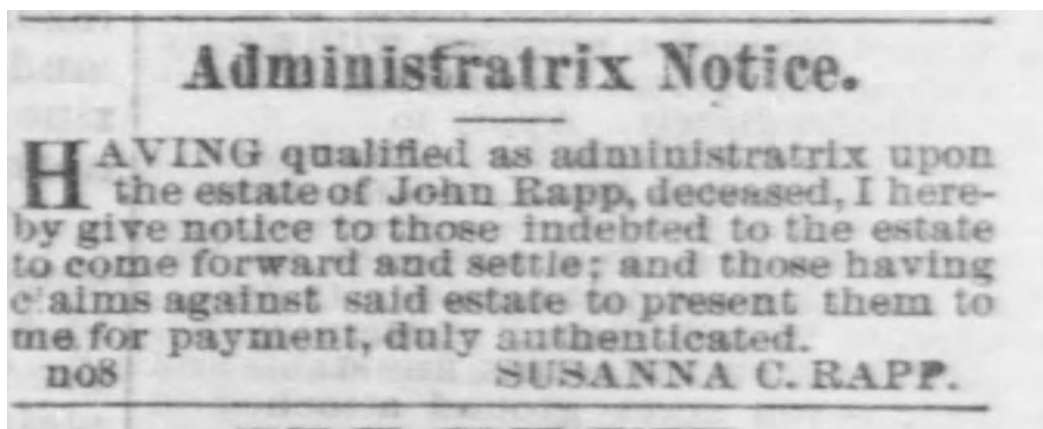 Administratrix Notice.
HAVING qualified as administratrix upon
the estate of John Rapp, deceased, I here-
by give notice to those indebted to the estate
to come forward and settle; and those having
claims against said estate to present them to
me for payment, duly authenticated.
no8 SUSANNA C. RAPP.